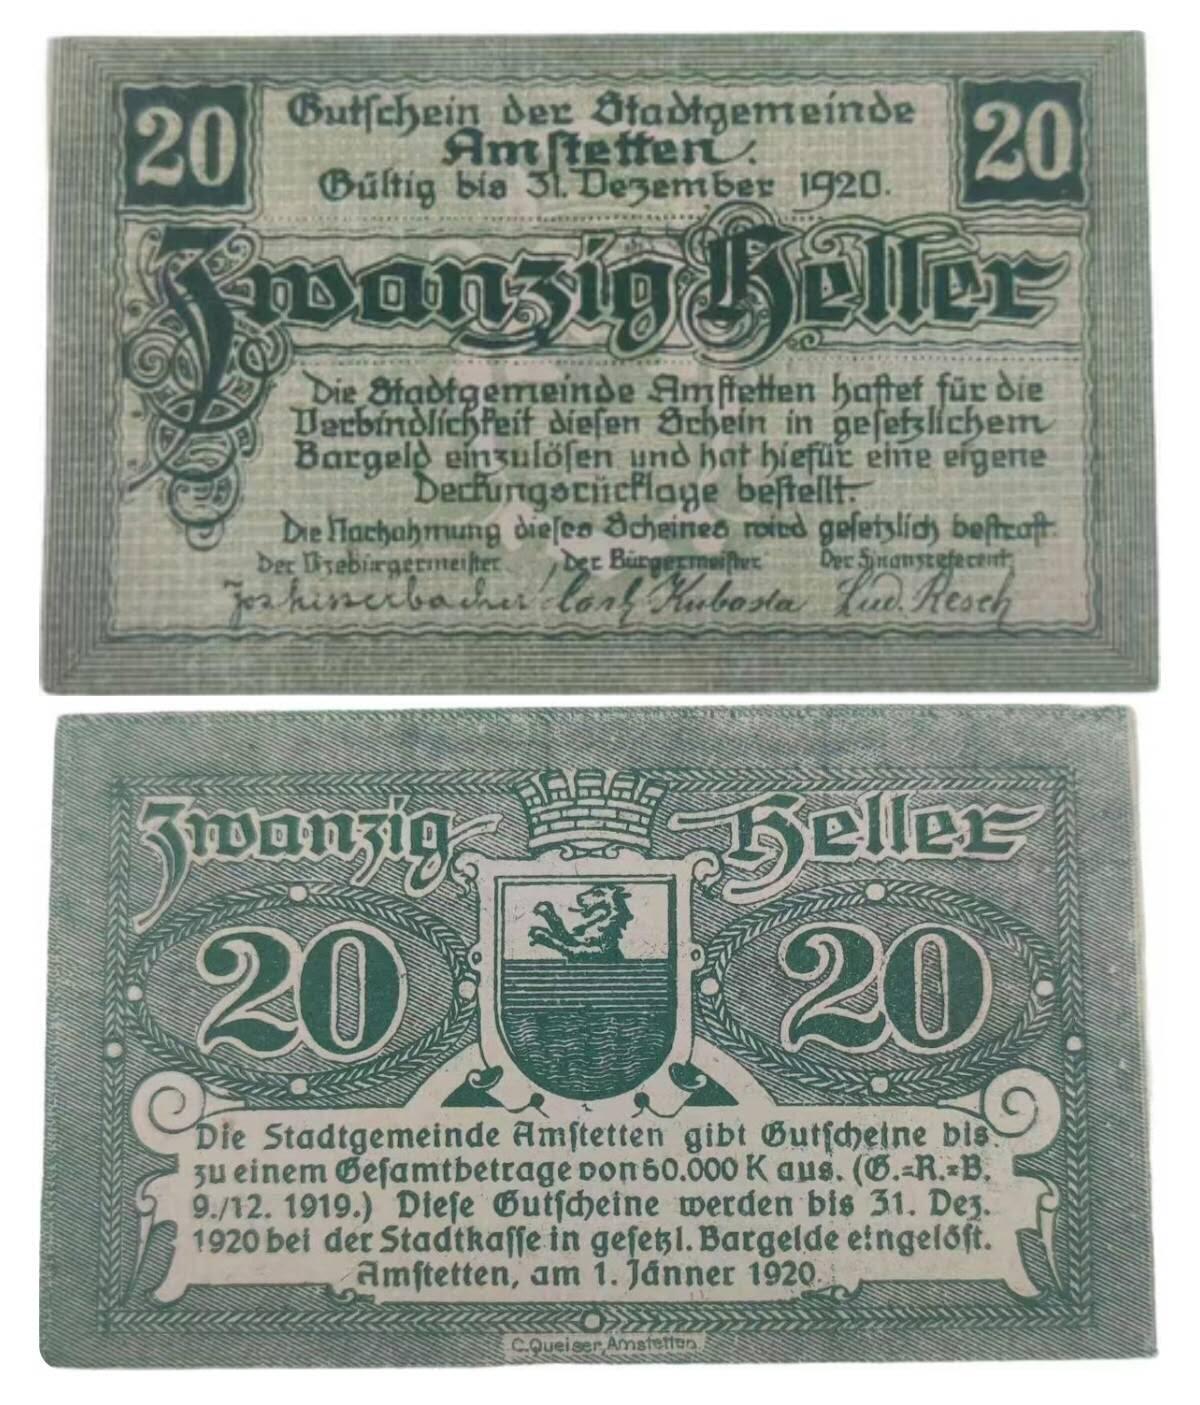 20
Gutschein der Stadtgemeinde
Amstetten.
Gültig bis 31. Dezember 1920.
20
Zwanzig Heller
Die Stadtgemeinde Amstetten haftet für die
Verbindlichkeit diesen Schein in gesetzlichem
Bargeld einzulösen und hat hiefür eine eigene
Deckungsrücklage bestellt.
Die Nachahmung dieses Scheines wird gesetzlich bestraft.
Der Vizebürgermeister Der Bürgermeister Der Finanzreferent
Carl Kubasta Lud. Resch
Zwanzig Heller
20 20
Die Stadtgemeinde Amstetten gibt Gutscheine bis
zu einem Gesamtbetrage von 60.000 K aus. (G.=R.=B.
9./12. 1919.) Diese Gutscheine werden bis 31. Dez.
1920 bei der Stadtkasse in gesetzl. Bargelde eingelöst.
Amstetten, am 1. Jänner 1920.
C. Queiser, Amstetten